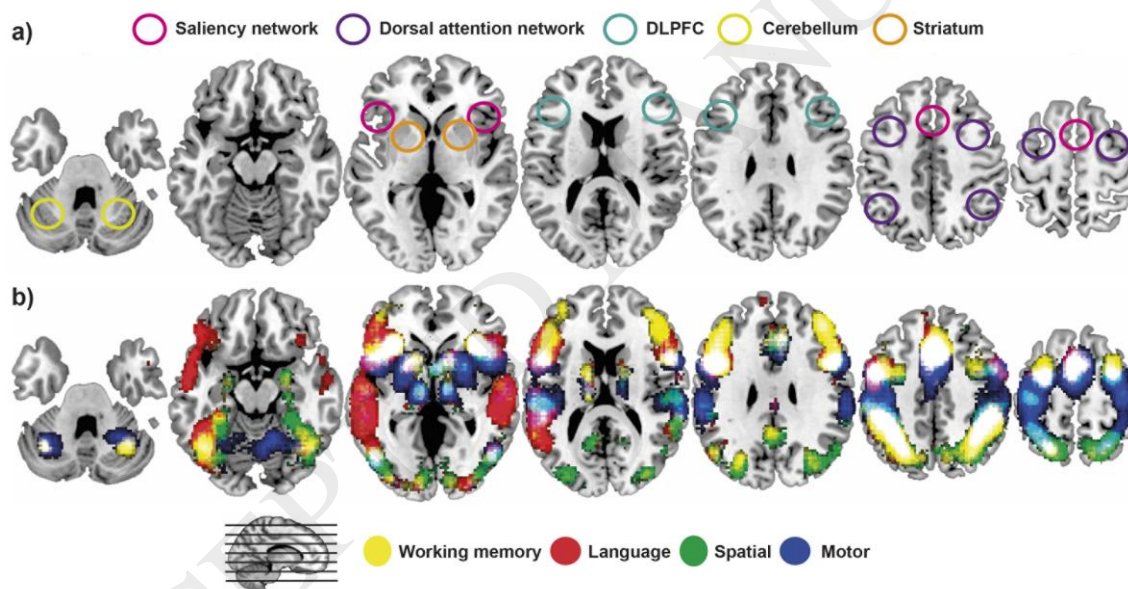 a)
Saliency network Dorsal attention network DLPFC Cerebellum Striatum
b)
Working memory Language Spatial Motor